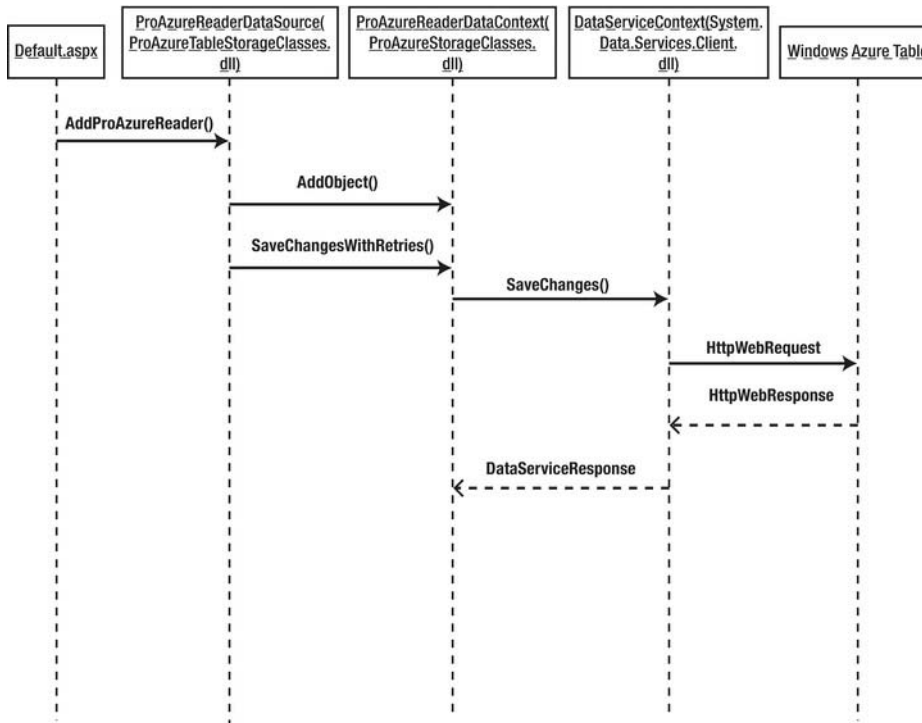 Default.aspx
ProAzureReaderDataSource(
ProAzureTableStorageClasses.
dll)
ProAzureReaderDataContext(
ProAzureStorageClasses.
dll)
DataServiceContext(System.
Data.Services.Client.
dll)
Windows Azure Table
AddProAzureReader()
AddObject()
SaveChangesWithRetries()
SaveChanges()
HttpWebRequest
HttpWebResponse
DataServiceResponse